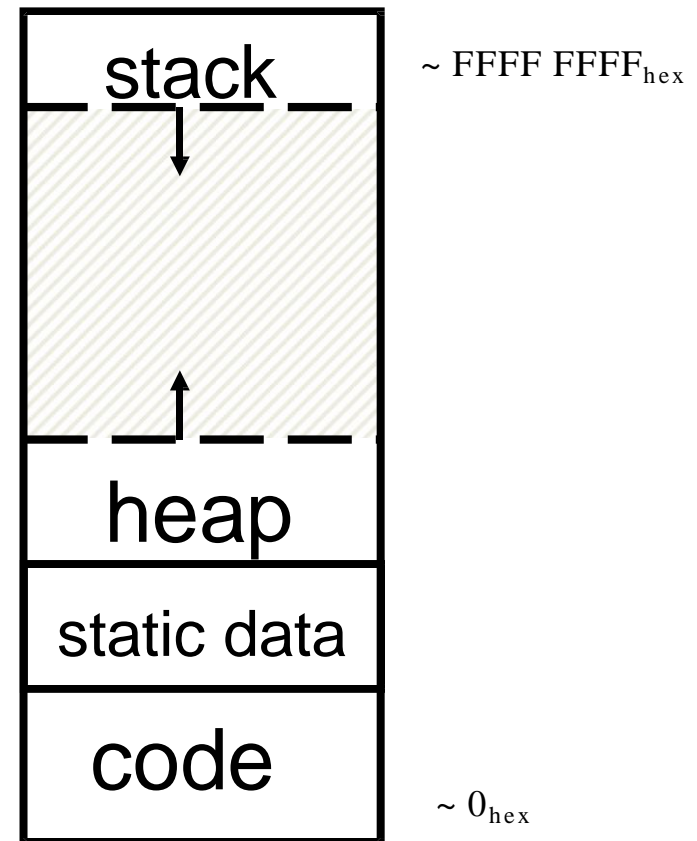 stack
~ FFFF FFFFhex
heap
static data
code
~ 0hex